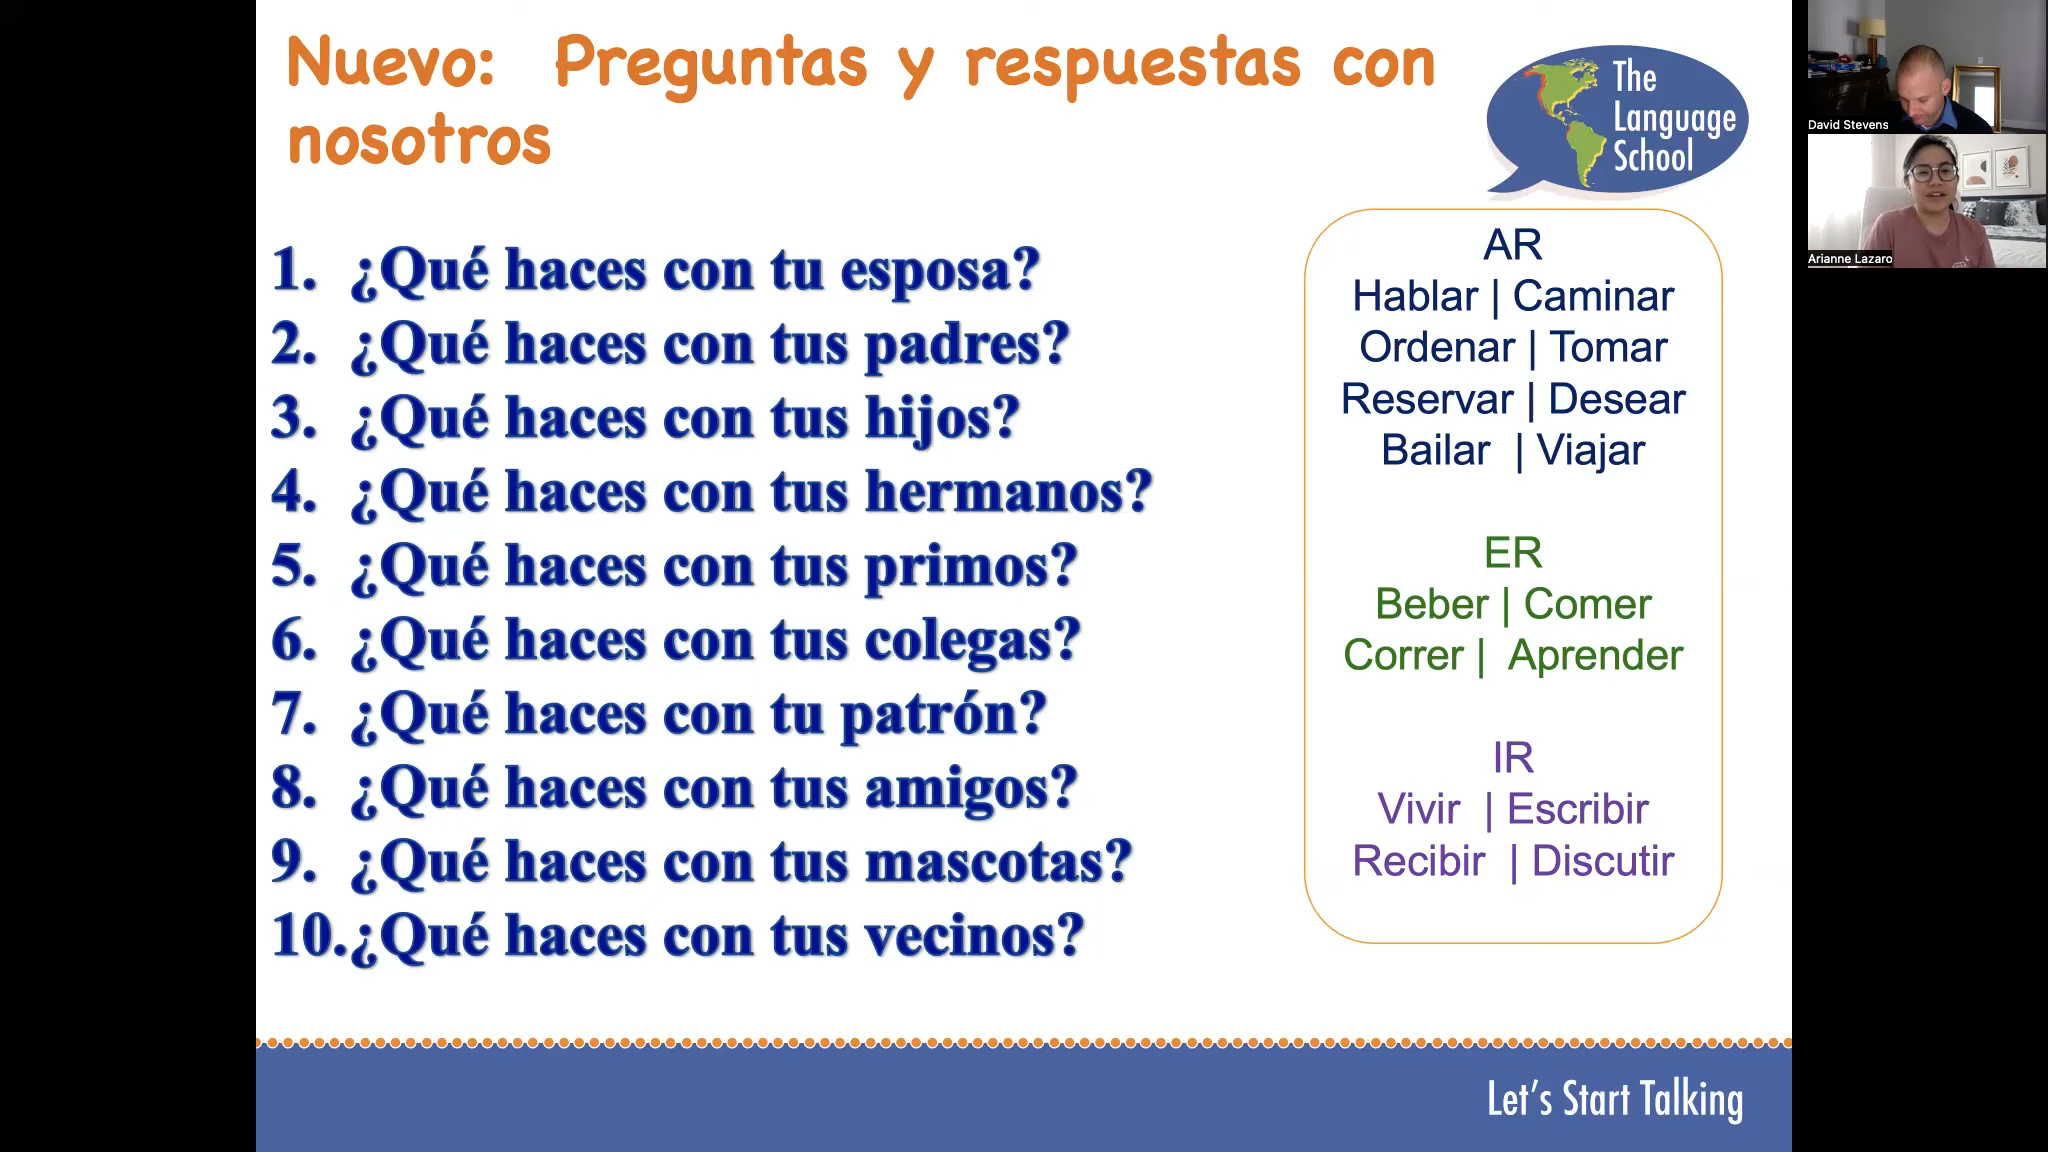 Nuevo: Preguntas y respuestas con
nosotros
The
Language
School
David Stevens
Arianne Lazaro
1. ¿Qué haces con tu esposa?
2. ¿Qué haces con tus padres?
3. ¿Qué haces con tus hijos?
4. ¿Qué haces con tus hermanos?
5. ¿Qué haces con tus primos?
6. ¿Qué haces con tus colegas?
7. ¿Qué haces con tu patrón?
8. ¿Qué haces con tus amigos?
9. ¿Qué haces con tus mascotas?
10.¿Qué haces con tus vecinos?
AR
Hablar | Caminar
Ordenar | Tomar
Reservar | Desear
Bailar | Viajar
ER
Beber | Comer
Correr | Aprender
IR
Vivir | Escribir
Recibir | Discutir
Let's Start Talking